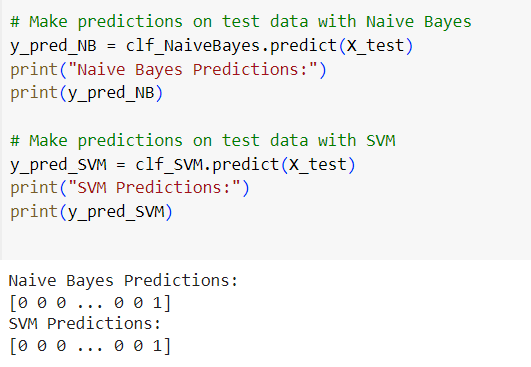 # Make predictions on test data with Naive Bayes
y_pred_NB = clf_NaiveBayes.predict(X_test)
print("Naive Bayes Predictions:")
print(y_pred_NB)
# Make predictions on test data with SVM
y_pred_SVM = clf_SVM.predict(X_test)
print("SVM Predictions:")
print(y_pred_SVM)
Naive Bayes Predictions:
[0 0 0 ... 0 0 1]
SVM Predictions:
[0 0 0 ... 0 0 1]